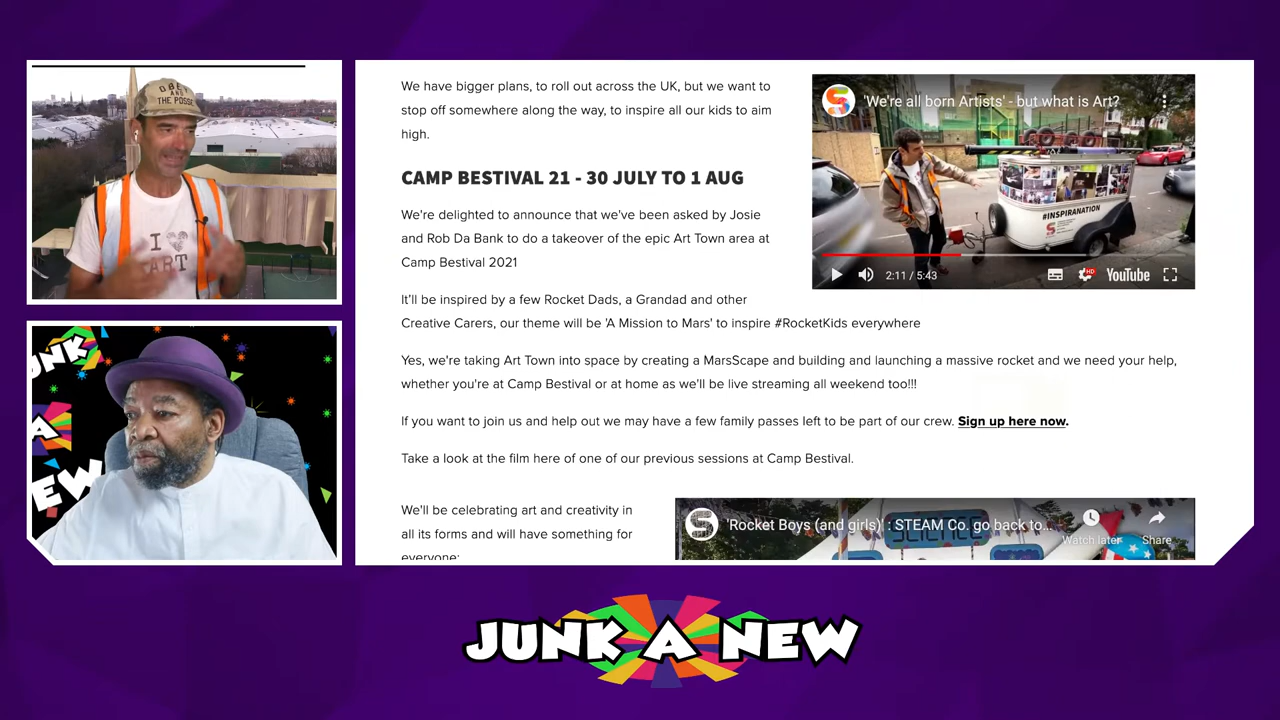 OBEY
AND
THE POSSE
I
ART
JUNK
A
EW
We have bigger plans, to roll out across the UK, but we want to
stop off somewhere along the way, to inspire all our kids to aim
high.
CAMP BESTIVAL 21 - 30 JULY TO 1 AUG
We're delighted to announce that we've been asked by Josie
and Rob Da Bank to do a takeover of the epic Art Town area at
Camp Bestival 2021
It'll be inspired by a few Rocket Dads, a Grandad and other
Creative Carers, our theme will be 'A Mission to Mars' to inspire #RocketKids everywhere
Yes, we're taking Art Town into space by creating a MarsScape and building and launching a massive rocket and we need your help,
whether you're at Camp Bestival or at home as we'll be live streaming all weekend too!!!
If you want to join us and help out we may have a few family passes left to be part of our crew. Sign up here now.
Take a look at the film here of one of our previous sessions at Camp Bestival.
We'll be celebrating art and creativity in
all its forms and will have something for
everyone:
'We're all born Artists' - but what is Art?
#INSPIRANATION
2:11 / 5:43
HD
YouTube
'Rocket Boys (and girls)' : STEAM Co. go back to...
Watch later
Share
SCIENCE
JUNK A NEW